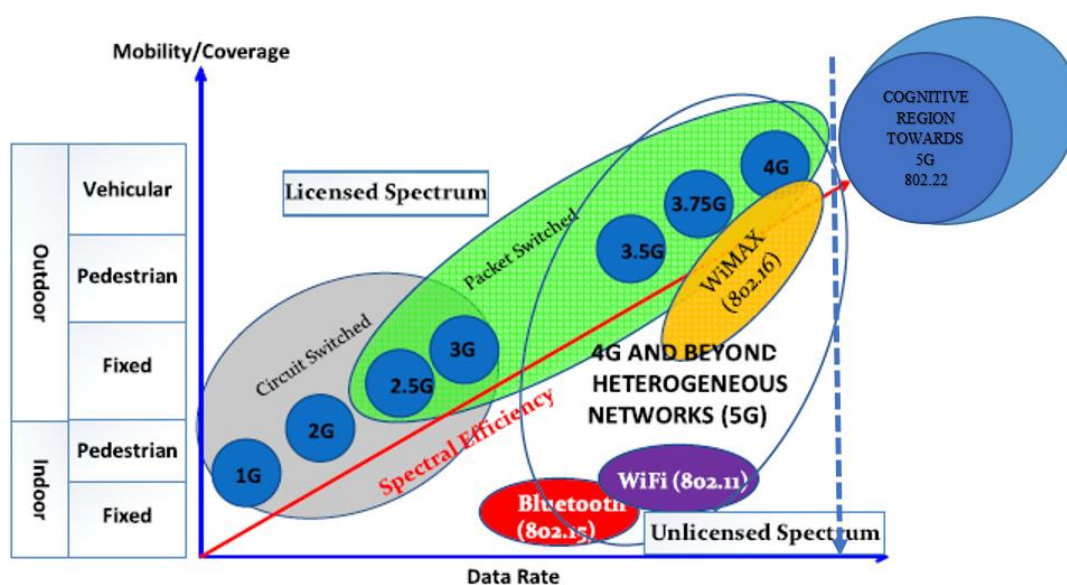 Mobility/Coverage
COGNITIVE
REGION
TOWARDS
5G
802.22
Outdoor
Vehicular
Pedestrian
Fixed
Indoor
Pedestrian
Fixed
Licensed Spectrum
Packet Switched
Circuit Switched
4G
3.75G
3.5G
3G
2.5G
2G
1G
WiMAX
(802.16)
Spectral Efficiency
4G AND BEYOND
HETEROGENEOUS
NETWORKS (5G)
WiFi (802.11)
Bluetooth
(802.15)
Unlicensed Spectrum
Data Rate